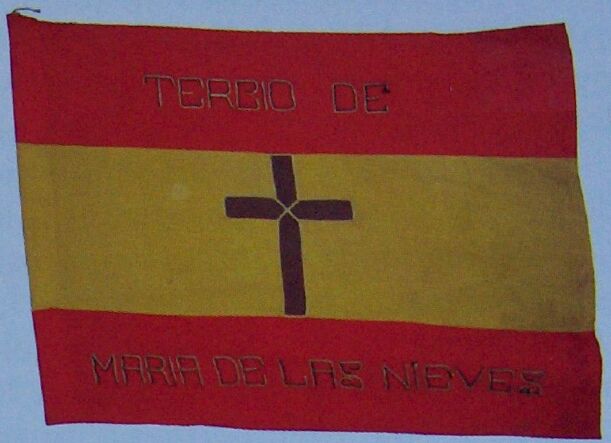 TERCIO DE
MARIA DE LAS NIEVES